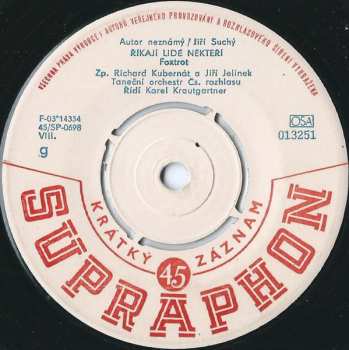 VŠECHNA PRÁVA VÝROBCE I AUTORŮ VEŘEJNÉHO PROVOZOVÁNÍ A ROZHLASOVÉHO ŠÍŘENÍ VYHRAŽENA
Autor neznámý / Jiří Suchý
ŘÍKAJÍ LIDÉ NĚKTEŘÍ
Foxtrot
Zp. Richard Kubernát a Jiří Jelínek
Taneční orchestr Čs. rozhlasu
Řídí Karel Krautgartner
F-03*14334
45/SP-0698
VIII.
g
OSA
013251
KRÁTKÝ 45 ZÁZNAM
SUPRAPHON